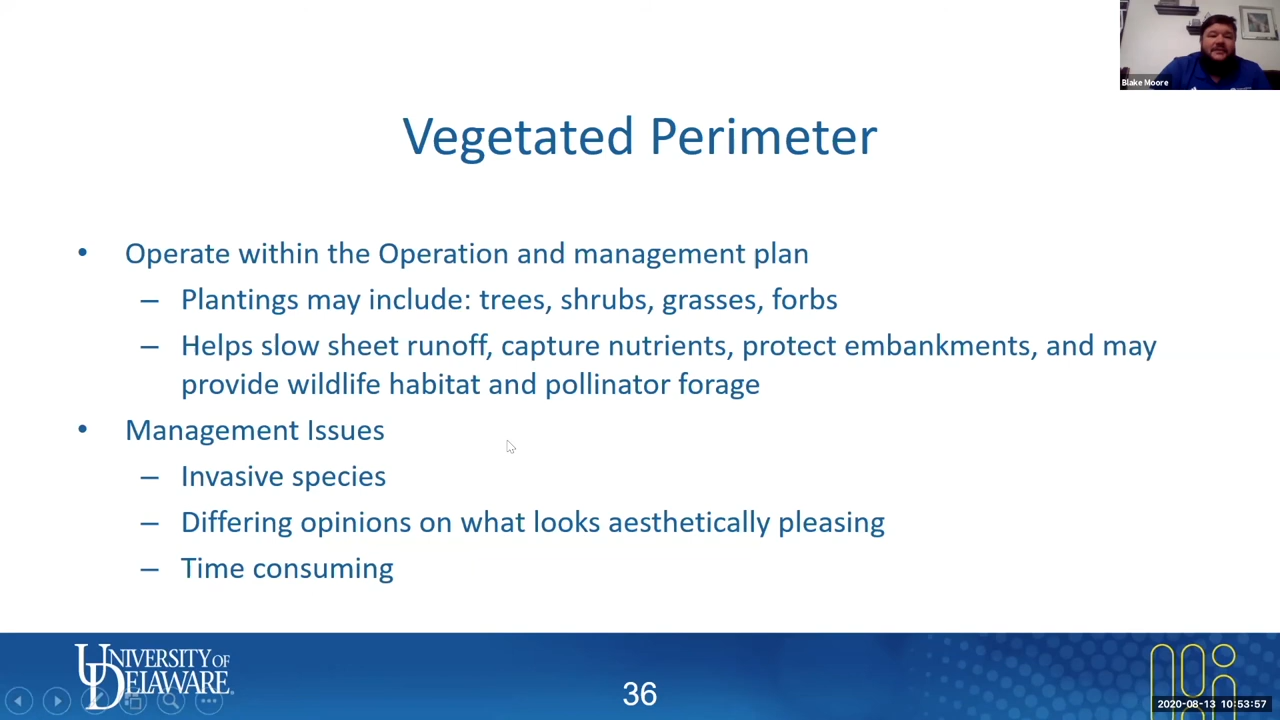 Blake Moore
Vegetated Perimeter
• Operate within the Operation and management plan
– Plantings may include: trees, shrubs, grasses, forbs
– Helps slow sheet runoff, capture nutrients, protect embankments, and may
provide wildlife habitat and pollinator forage
• Management Issues
– Invasive species
– Differing opinions on what looks aesthetically pleasing
– Time consuming
UNIVERSITY OF
DELAWARE
36
2020-08-13 10:53:57